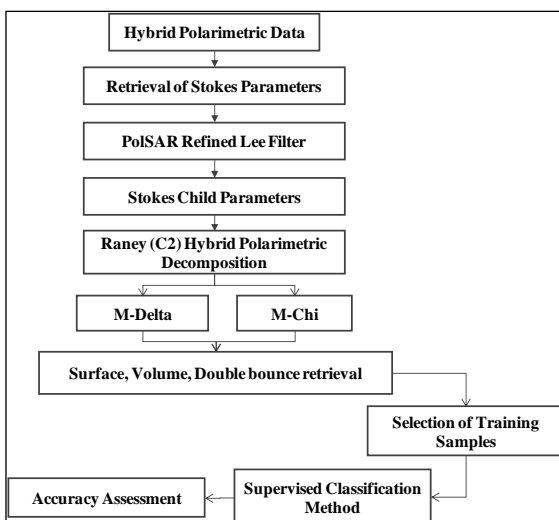 Hybrid Polarimetric Data
Retrieval of Stokes Parameters
PolSAR Refined Lee Filter
Stokes Child Parameters
Raney (C2) Hybrid Polarimetric
Decomposition
M-Delta
M-Chi
Surface, Volume, Double bounce retrieval
Selection of Training
Samples
Supervised Classification
Method
Accuracy Assessment